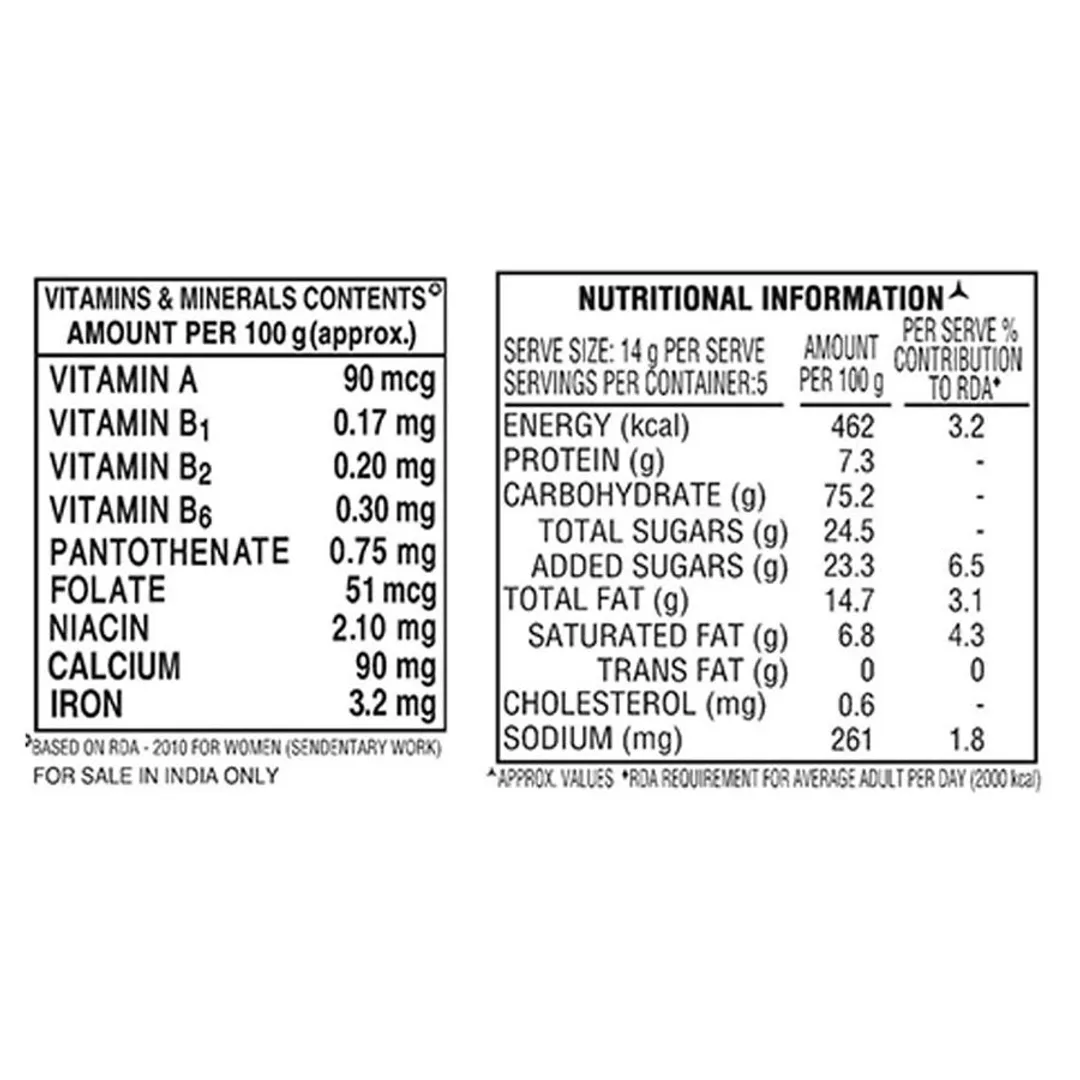 VITAMINS & MINERALS CONTENTS✪
AMOUNT PER 100 g(approx.)
VITAMIN A 90 mcg
VITAMIN B1 0.17 mg
VITAMIN B2 0.20 mg
VITAMIN B6 0.30 mg
PANTOTHENATE 0.75 mg
FOLATE 51 mcg
NIACIN 2.10 mg
CALCIUM 90 mg
IRON 3.2 mg
BASED ON RDA - 2010 FOR WOMEN (SENDENTARY WORK)
FOR SALE IN INDIA ONLY
NUTRITIONAL INFORMATION⅄
SERVE SIZE: 14 g PER SERVE
SERVINGS PER CONTAINER:5
AMOUNT
PER 100 g
PER SERVE %
CONTRIBUTION
TO RDA♦
ENERGY (kcal) 462 3.2
PROTEIN (g) 7.3 -
CARBOHYDRATE (g) 75.2 -
TOTAL SUGARS (g) 24.5 -
ADDED SUGARS (g) 23.3 6.5
TOTAL FAT (g) 14.7 3.1
SATURATED FAT (g) 6.8 4.3
TRANS FAT (g) 0 0
CHOLESTEROL (mg) 0.6 -
SODIUM (mg) 261 1.8
⅄APPROX. VALUES ♦RDA REQUIREMENT FOR AVERAGE ADULT PER DAY (2000 kcal)